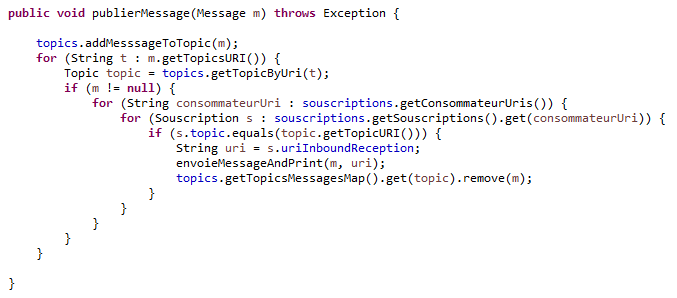 public void publierMessage(Message m) throws Exception {
topics.addMesssageToTopic(m);
for (String t : m.getTopicsURI()) {
Topic topic = topics.getTopicByUri(t);
if (m != null) {
for (String consommateurUri : souscriptions.getConsommateurUris()) {
for (Souscription s : souscriptions.getSouscriptions().get(consommateurUri)) {
if (s.topic.equals(topic.getTopicURI())) {
String uri = s.uriInboundReception;
envoieMessageAndPrint(m, uri);
topics.getTopicsMessagesMap().get(topic).remove(m);
}
}
}
}
}
}